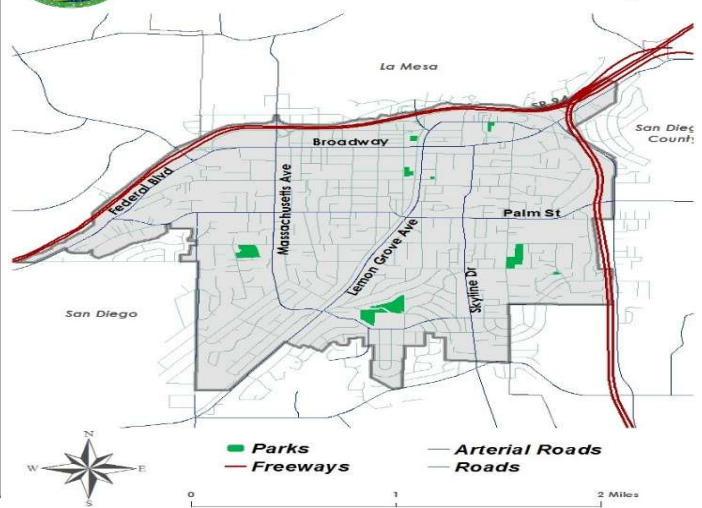 La Mesa
SR 94
San Dieg
County
Broadway
Federal Blvd
Massachusetts Ave
Palm St
Lemon Grove Ave
Skyline Dr
San Diego
N
W
E
S
Parks
Arterial Roads
Freeways
Roads
0
1
2 Miles